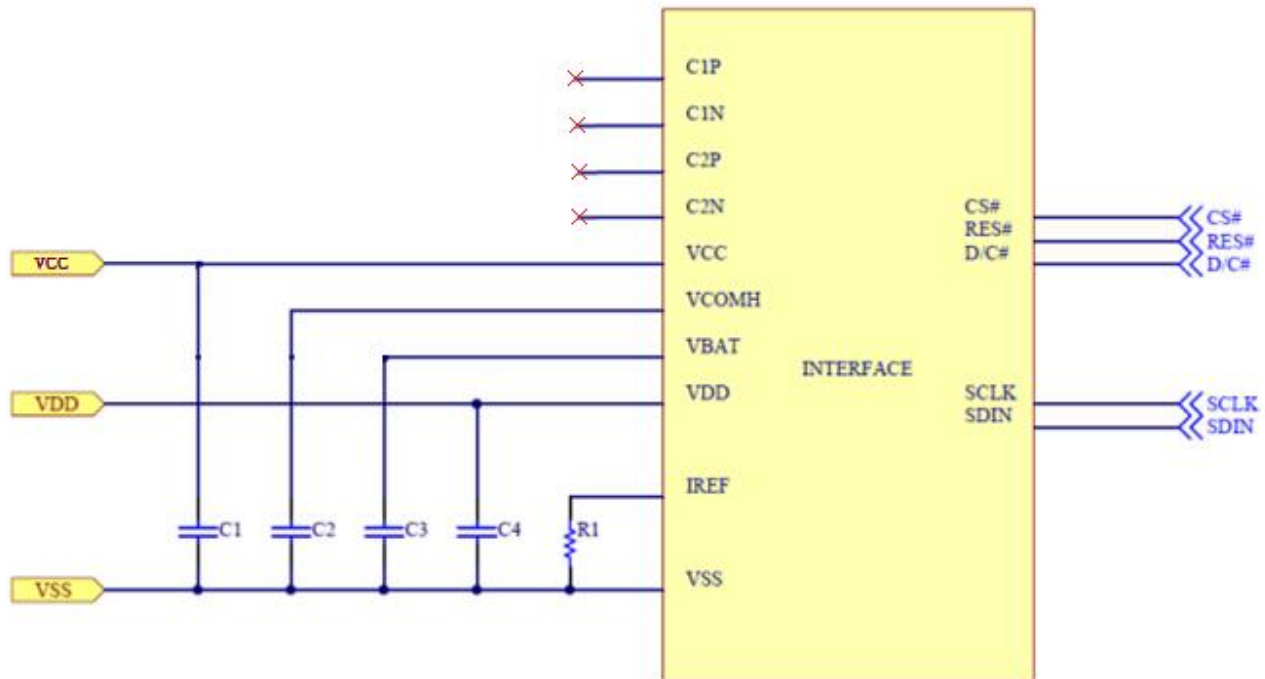 C1P
C1N
C2P
C2N
CS#
CS#
RES#
RES#
VCC
VCC
D/C#
D/C#
VCOMH
VBAT
INTERFACE
VDD
VDD
SCLK
SCLK
SDIN
SDIN
IREF
C1
C2
C3
C4
R1
VSS
VSS